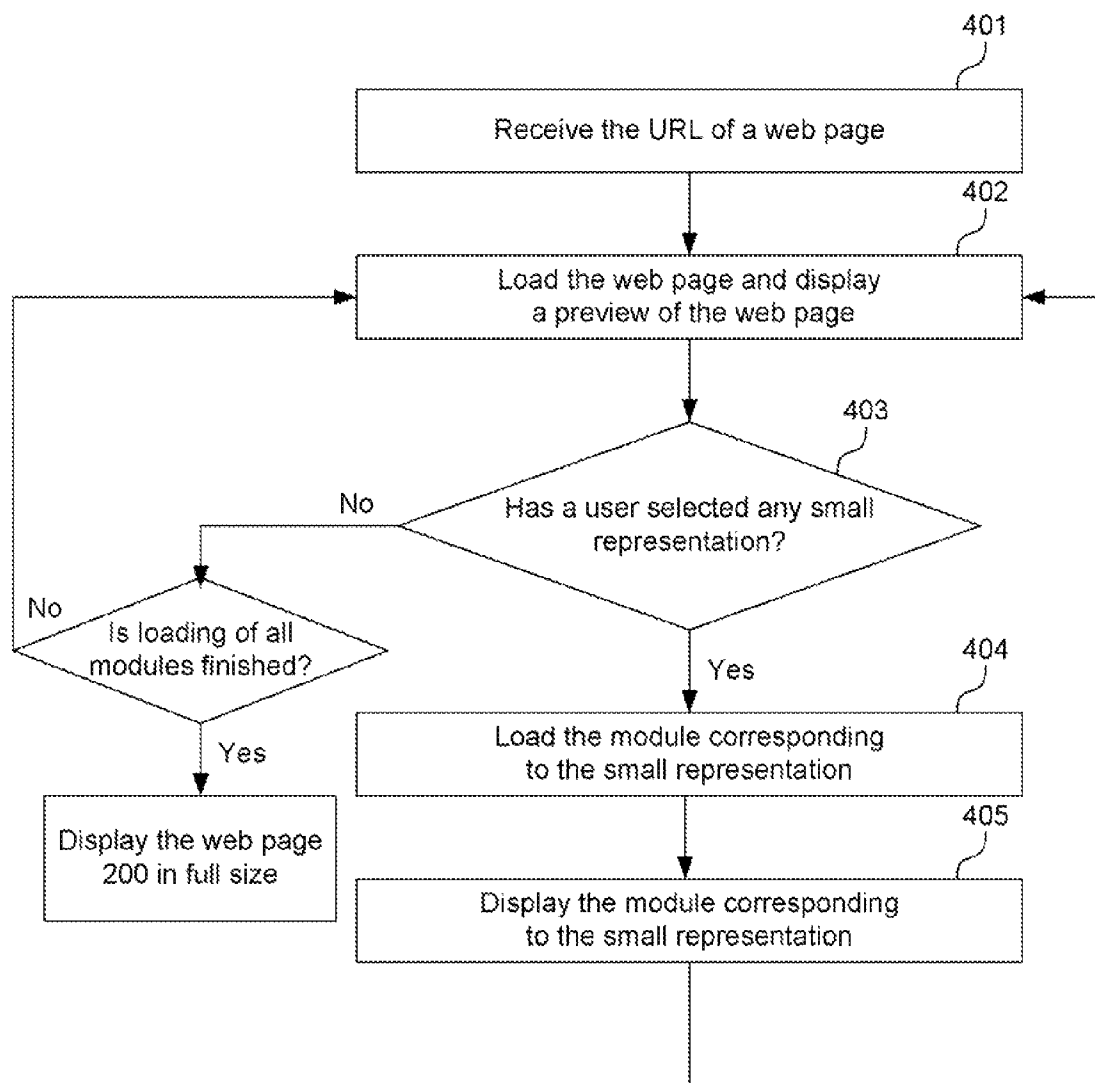 401
Receive the URL of a web page
402
Load the web page and display
a preview of the web page
403
Has a user selected any small
representation?
No
No
Is loading of all
modules finished?
Yes
Yes
404
Load the module corresponding
to the small representation
Display the web page
200 in full size
405
Display the module corresponding
to the small representation